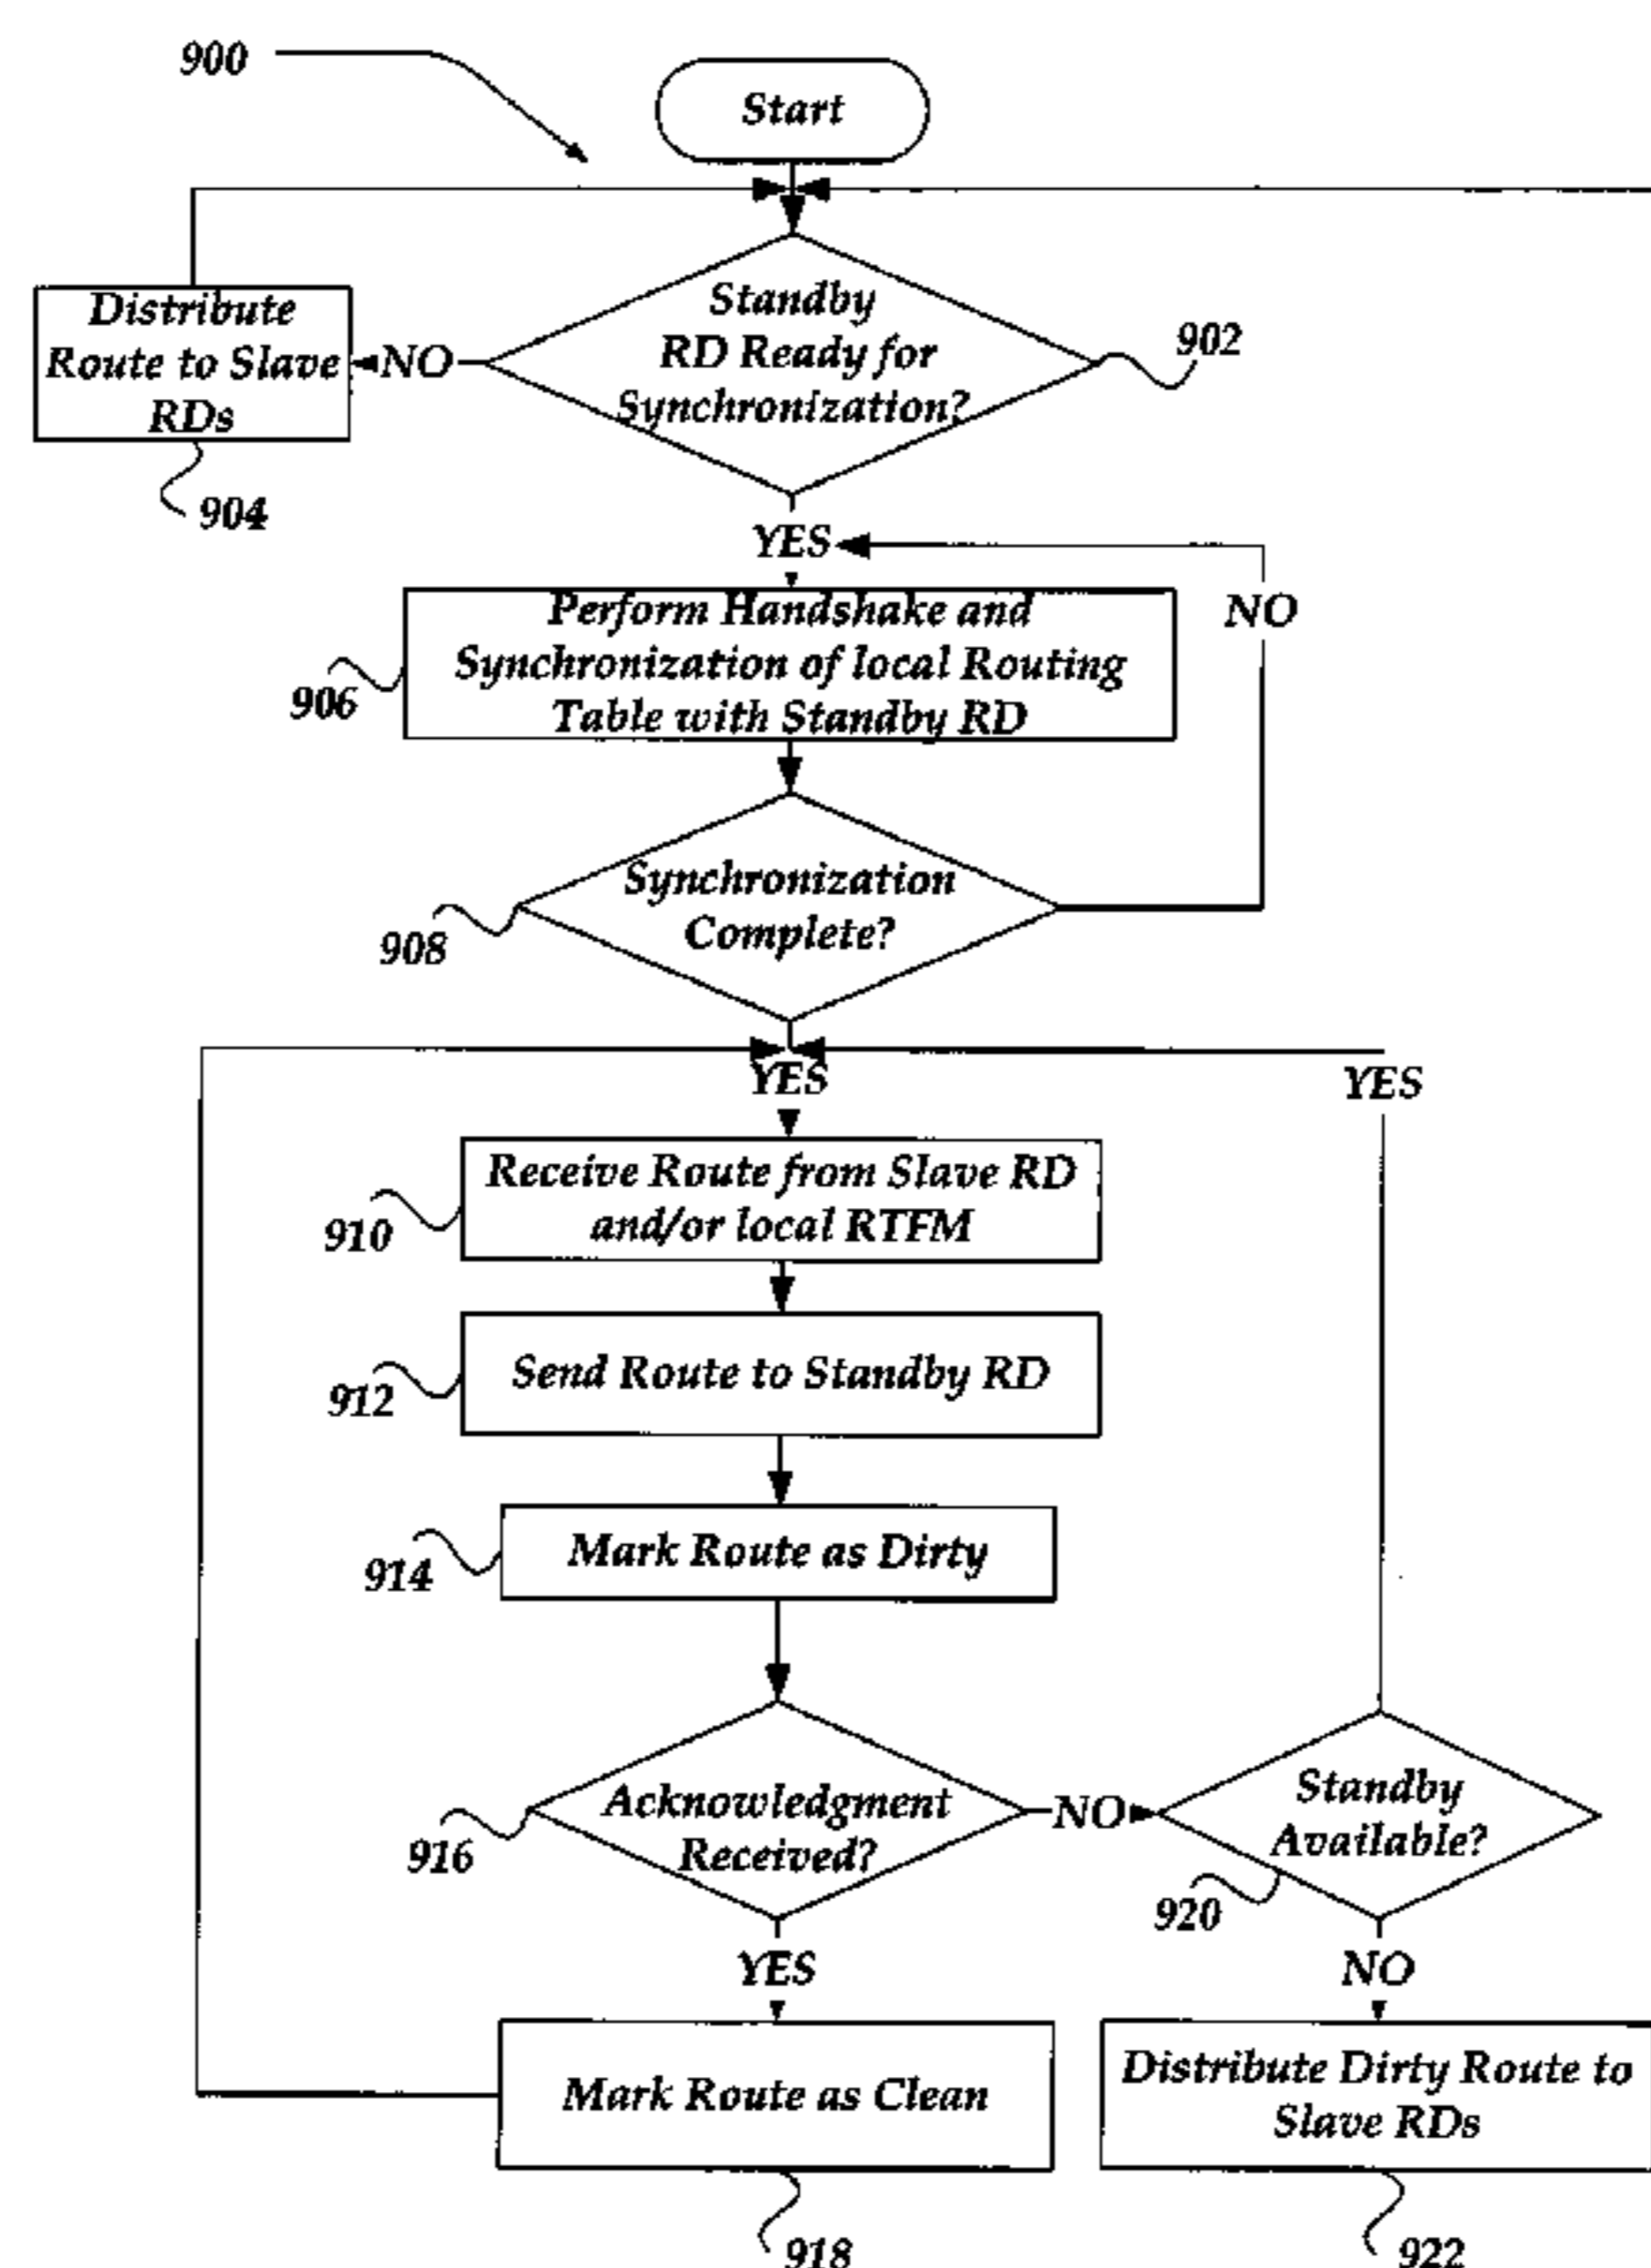 900
Start
Standby
RD Ready for
Synchronization?
902
NO
Distribute
Route to Slave
RDs
904
YES
NO
Perform Handshake and
Synchronization of local Routing
Table with Standby RD
906
Synchronization
Complete?
908
YES
YES
Receive Route from Slave RD
and/or local RTFM
910
Send Route to Standby RD
912
Mark Route as Dirty
914
Acknowledgment
Received?
916
NO
Standby
Available?
920
YES
NO
Mark Route as Clean
918
Distribute Dirty Route to
Slave RDs
922